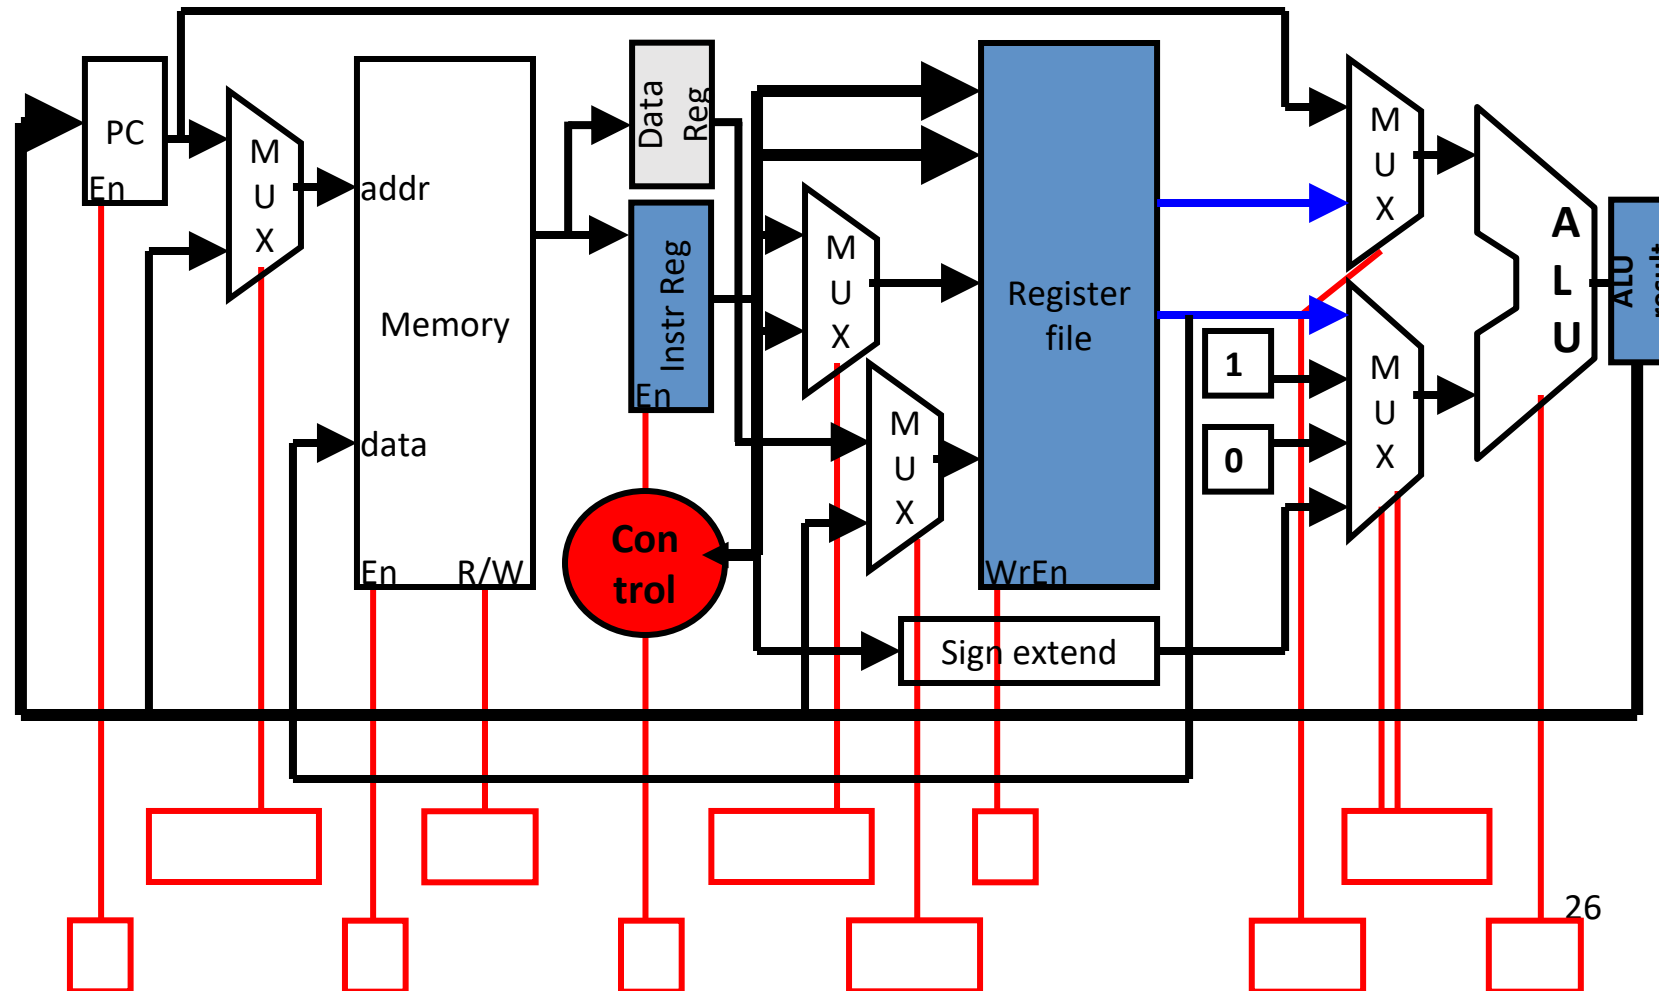 PC
En
M
U
X
addr
data
Memory
En
R/W
Data
Reg
Instr Reg
En
Con
trol
M
U
X
M
U
X
Register
file
WrEn
Sign extend
1
0
M
U
X
M
U
X
A
L
U
ALU
result
26